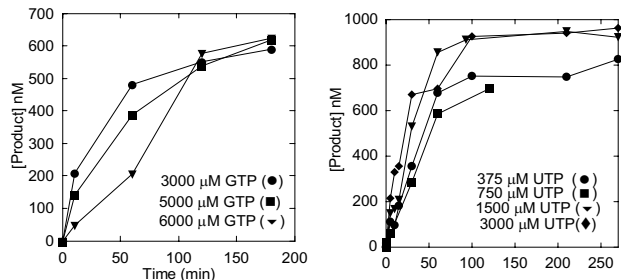 700
600
500
400
300
200
100
0
[Product] nM
3000 μM GTP (●)
5000 μM GTP (■)
6000 μM GTP (▼)
0 50 100 150 200
Time (min)
1000
800
600
400
200
0
[Product] nM
375 μM UTP (●)
750 μM UTP (■)
1500 μM UTP (▼)
3000 μM UTP (◆)
0 50 100 150 200 250